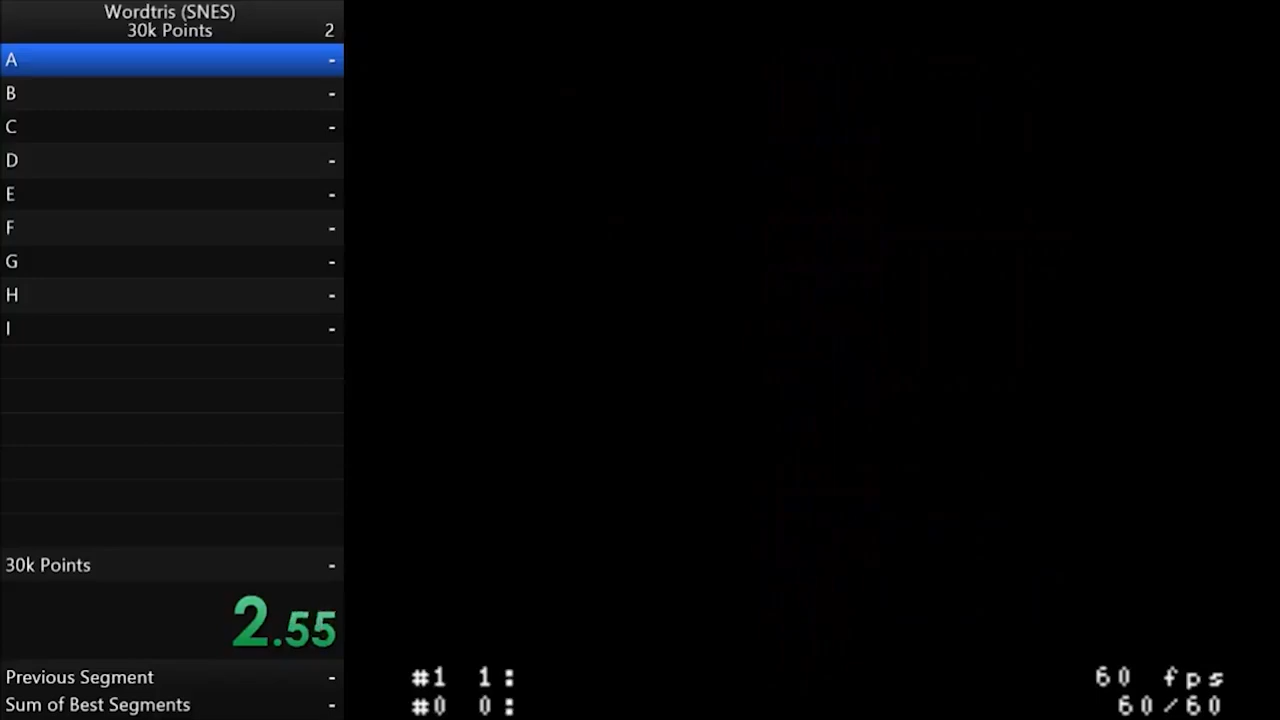 Wordtris (SNES)
30k Points 2
A -
B -
C -
D -
E -
F -
G -
H -
I -
30k Points -
2.55
Previous Segment -
Sum of Best Segments -
#1 1:
#0 0:
60 fps
60/60